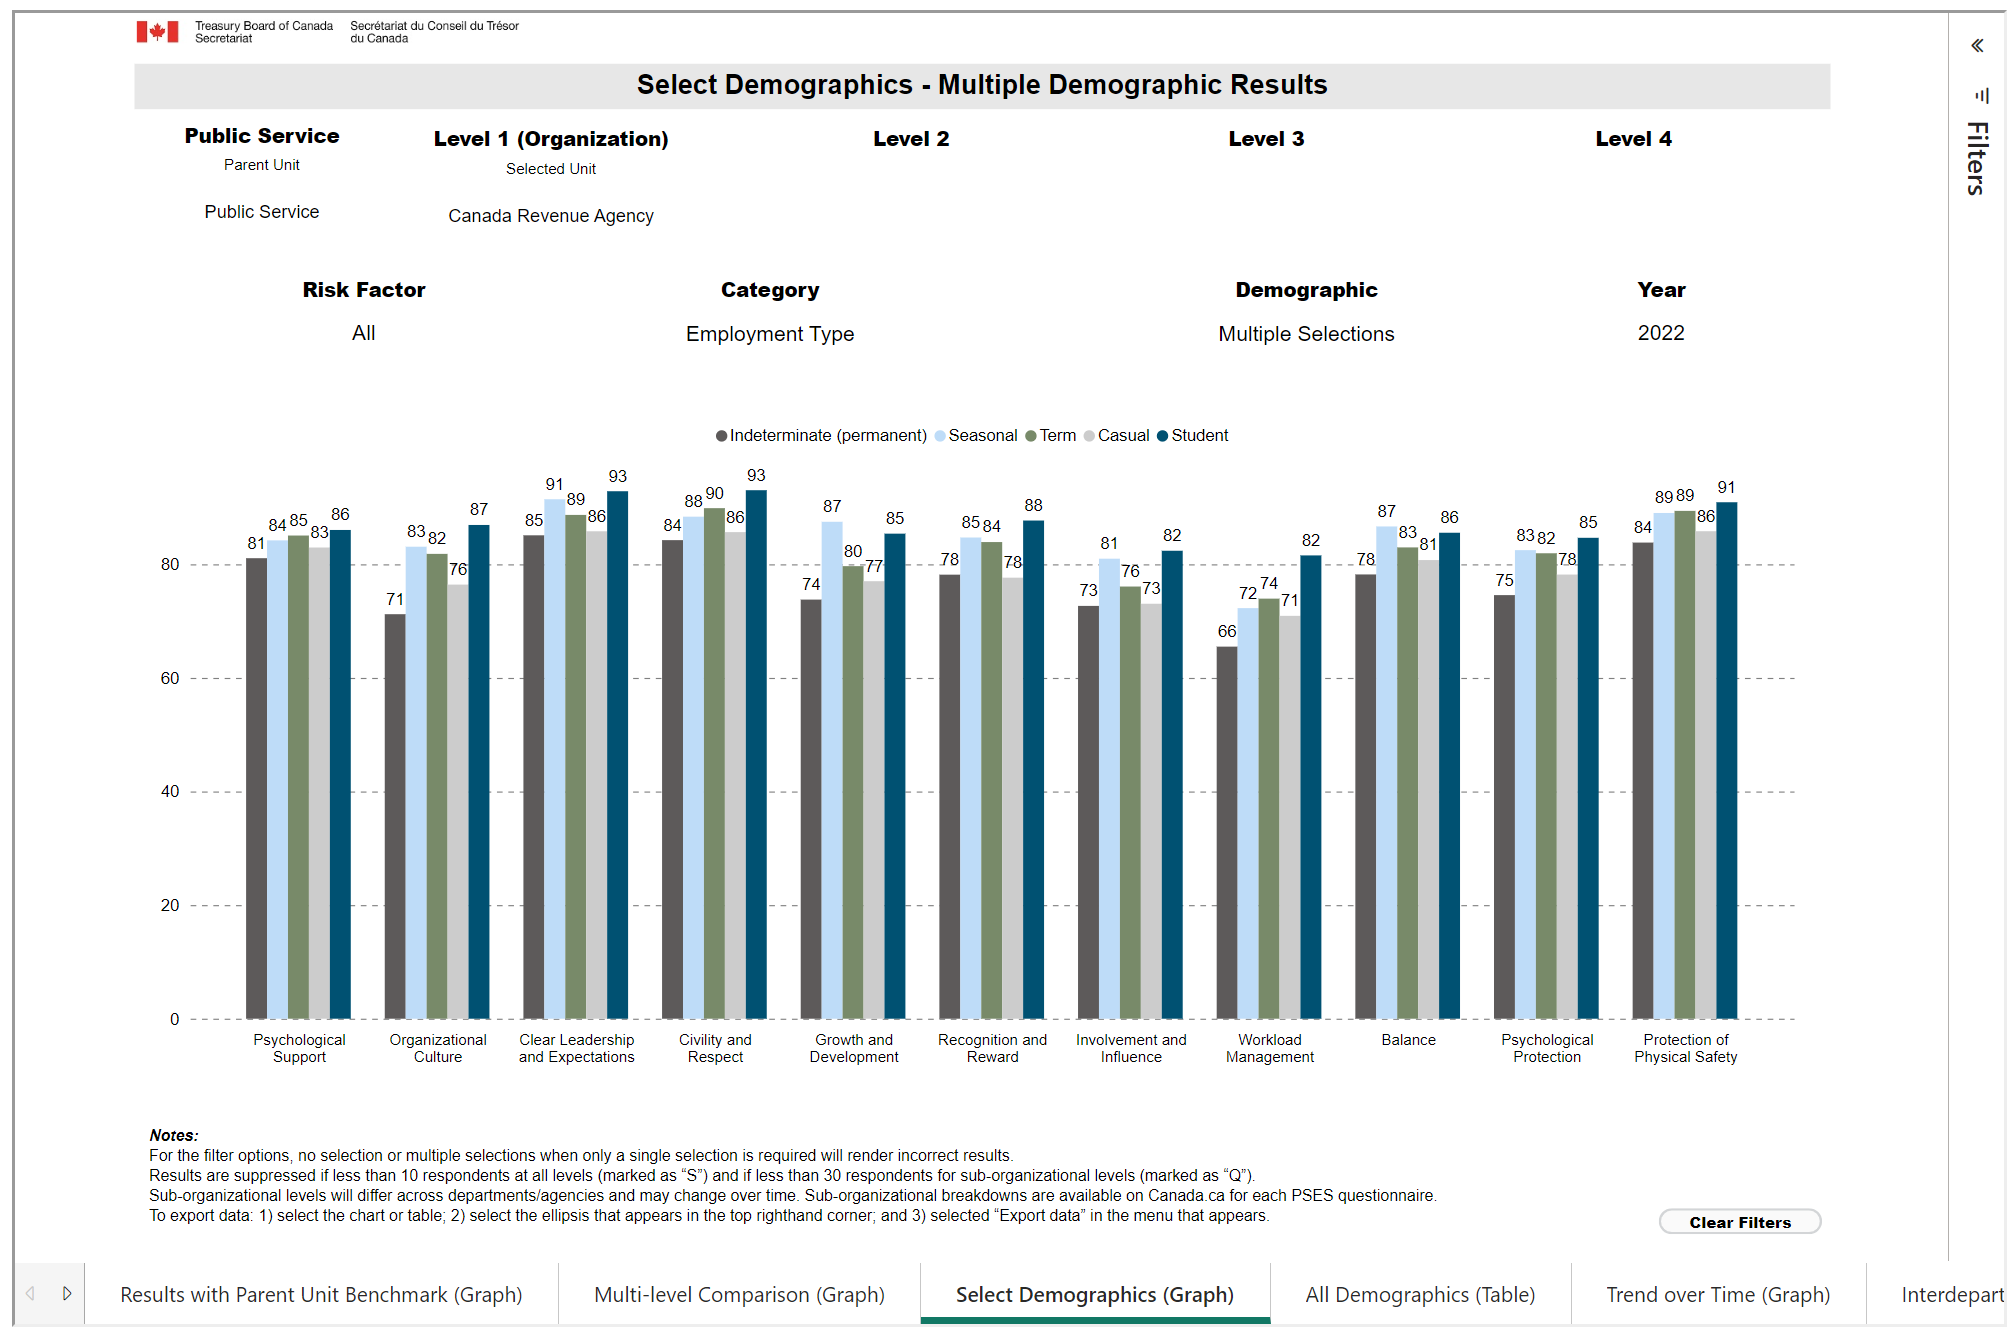 Treasury Board of Canada Secrétariat du Conseil du Trésor
Secretariat du Canada
Select Demographics - Multiple Demographic Results
Public Service Level 1 (Organization) Level 2 Level 3 Level 4
Parent Unit Selected Unit
Public Service Canada Revenue Agency
Risk Factor Category Demographic Year
All Employment Type Multiple Selections 2022
Indeterminate (permanent) Seasonal Term Casual Student
81 84 85 83 86
71 83 82 76 87
85 91 89 86 93
84 88 90 86 93
74 87 80 77 85
78 85 84 78 88
73 81 76 73 82
66 72 74 71 82
78 87 83 81 86
75 83 82 78 85
84 89 89 86 91
80
60
40
20
0
Psychological Support
Organizational Culture
Clear Leadership and Expectations
Civility and Respect
Growth and Development
Recognition and Reward
Involvement and Influence
Workload Management
Balance
Psychological Protection
Protection of Physical Safety
Notes:
For the filter options, no selection or multiple selections when only a single selection is required will render incorrect results.
Results are suppressed if less than 10 respondents at all levels (marked as “S”) and if less than 30 respondents for sub-organizational levels (marked as “Q”).
Sub-organizational levels will differ across departments/agencies and may change over time. Sub-organizational breakdowns are available on Canada.ca for each PSES questionnaire.
To export data: 1) select the chart or table; 2) select the ellipsis that appears in the top righthand corner; and 3) selected “Export data” in the menu that appears.
Clear Filters
Filters
Results with Parent Unit Benchmark (Graph) Multi-level Comparison (Graph) Select Demographics (Graph) All Demographics (Table) Trend over Time (Graph) Interdepart